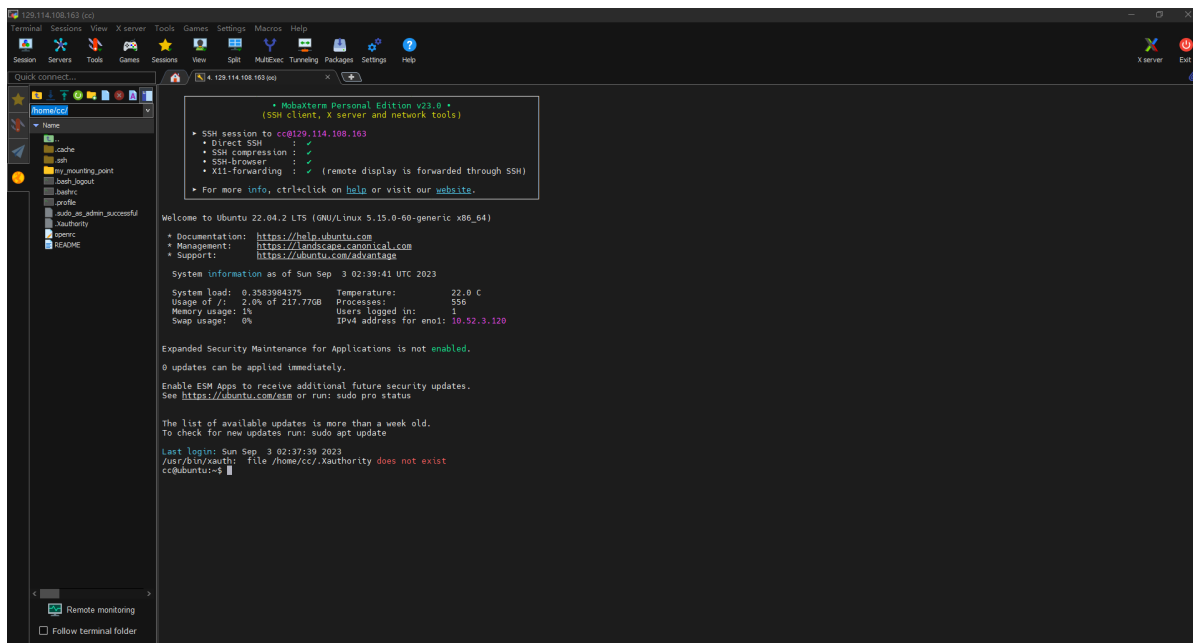 129.114.108.163 (cc)
Terminal Sessions View X server Tools Games Settings Macros Help
Session Servers Tools Games Sessions View Split MultiExec Tunneling Packages Settings Help X server Exit
Quick connect...
4. 129.114.108.163 (cc)
/home/cc/
Name
..
.cache
.ssh
my_mounting_point
.bash_logout
.bashrc
.profile
.sudo_as_admin_successful
.Xauthority
openrc
README
Remote monitoring
Follow terminal folder
• MobaXterm Personal Edition v23.0 •
(SSH client, X server and network tools)
► SSH session to cc@129.114.108.163
• Direct SSH : ✔
• SSH compression : ✔
• SSH-browser : ✔
• X11-forwarding : ✔ (remote display is forwarded through SSH)
► For more info, ctrl+click on help or visit our website.
Welcome to Ubuntu 22.04.2 LTS (GNU/Linux 5.15.0-60-generic x86_64)
* Documentation: https://help.ubuntu.com
* Management: https://landscape.canonical.com
* Support: https://ubuntu.com/advantage
System information as of Sun Sep 3 02:39:41 UTC 2023
System load: 0.3583984375 Temperature: 22.0 C
Usage of /: 2.0% of 217.77GB Processes: 556
Memory usage: 1% Users logged in: 1
Swap usage: 0% IPv4 address for eno1: 10.52.3.120
Expanded Security Maintenance for Applications is not enabled.
0 updates can be applied immediately.
Enable ESM Apps to receive additional future security updates.
See https://ubuntu.com/esm or run: sudo pro status
The list of available updates is more than a week old.
To check for new updates run: sudo apt update
Last login: Sun Sep 3 02:37:39 2023
/usr/bin/xauth: file /home/cc/.Xauthority does not exist
cc@ubuntu:~$